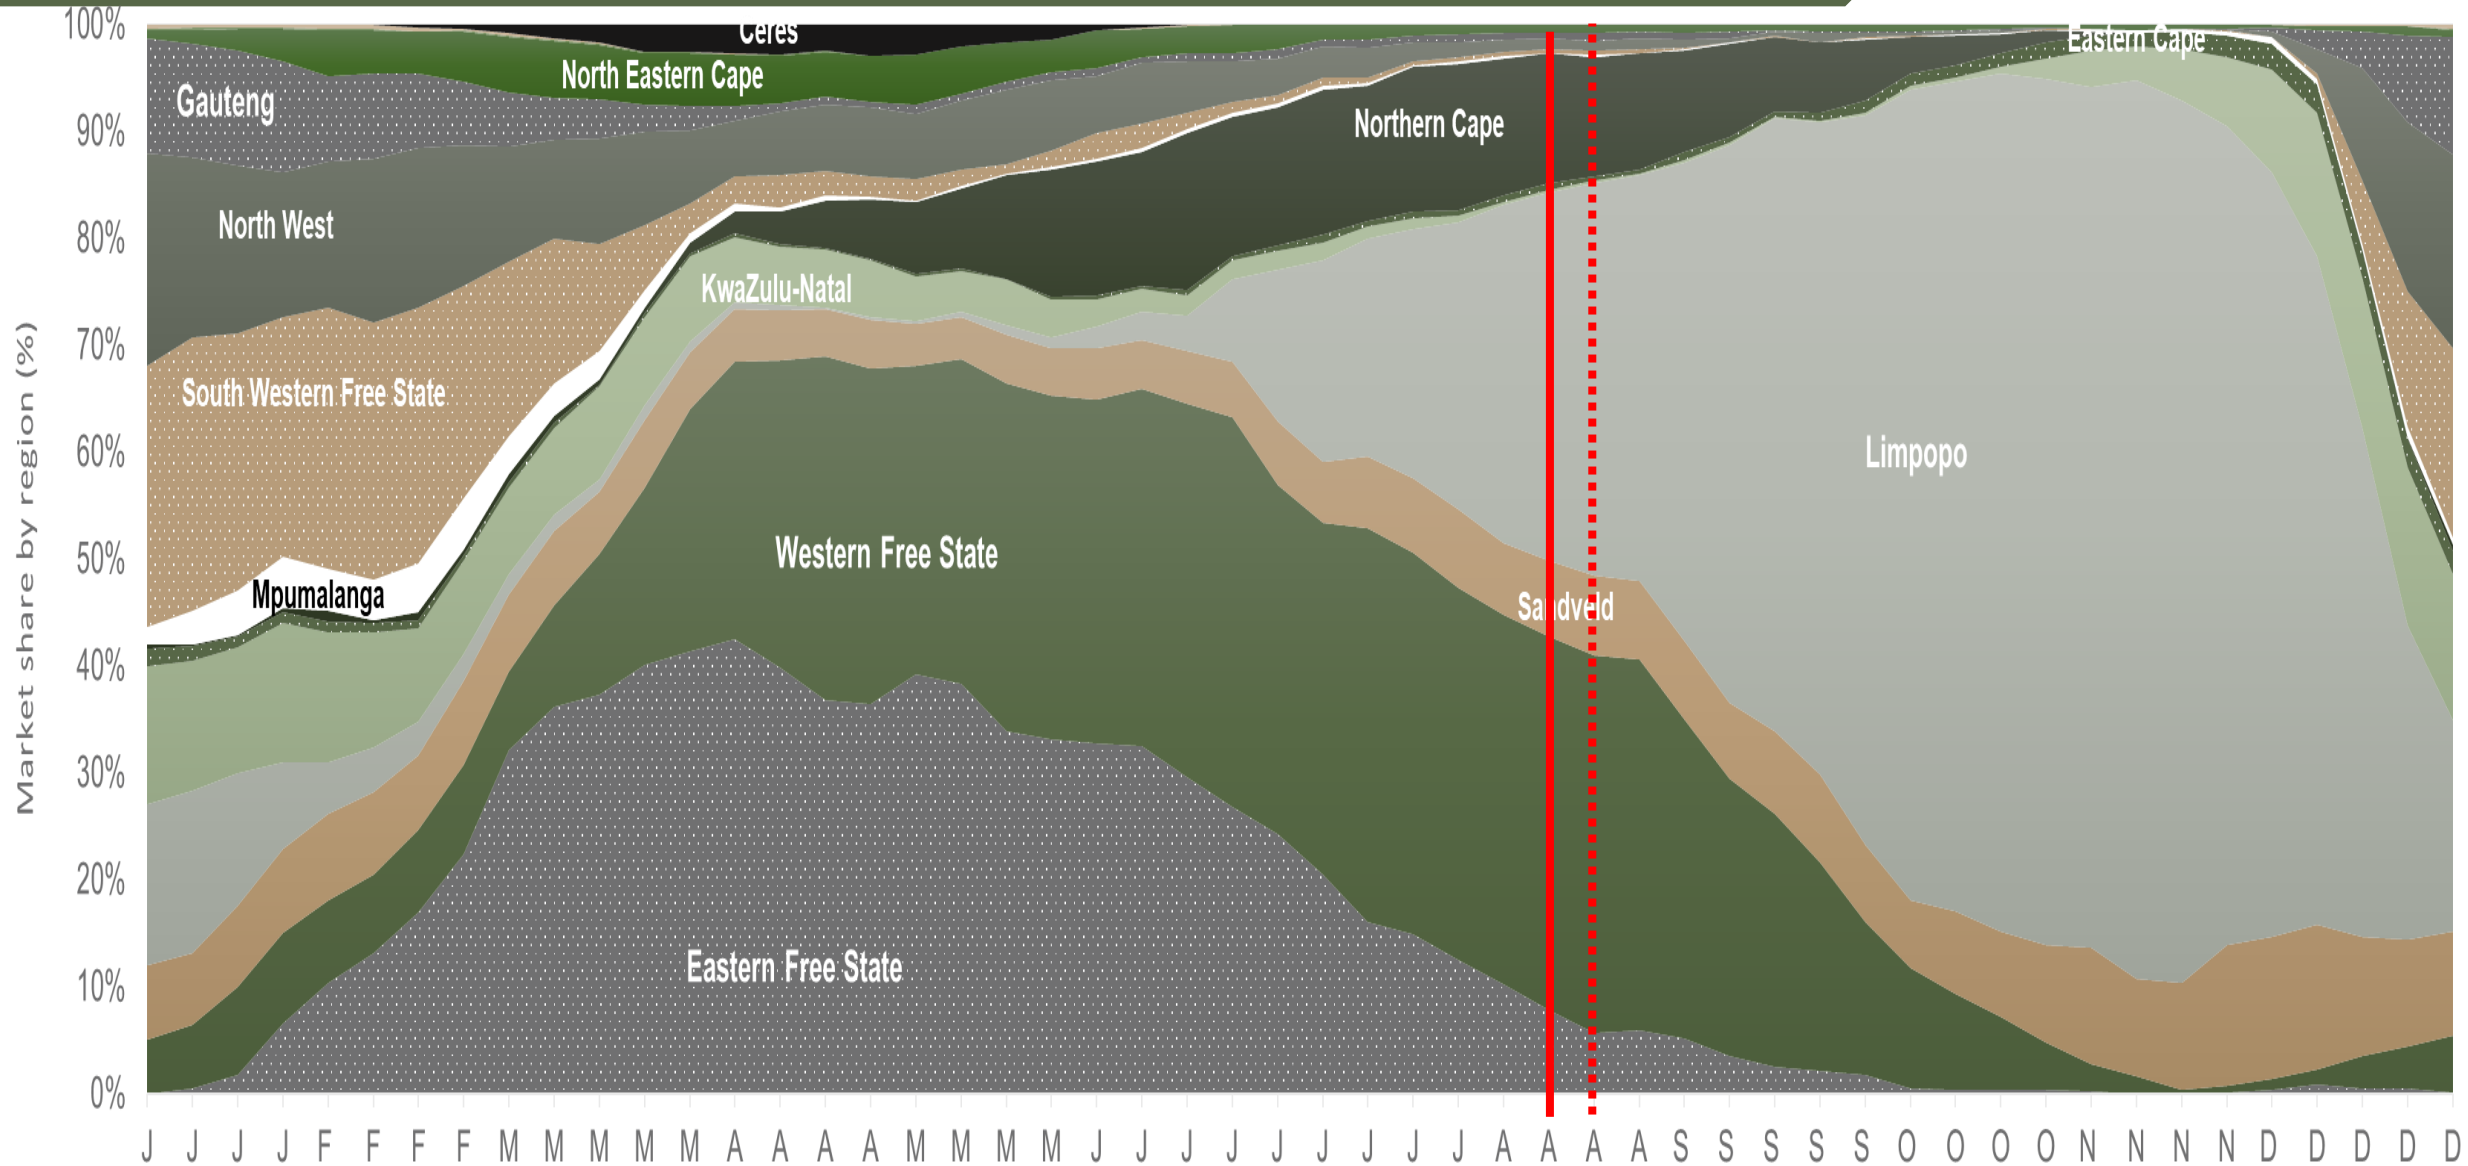 Market share by region (%)
100%
90%
80%
70%
60%
50%
40%
30%
20%
10%
0%
Ceres
North Eastern Cape
Gauteng
North West
South Western Free State
Mpumalanga
KwaZulu-Natal
Western Free State
Eastern Free State
Northern Cape
Sandveld
Limpopo
Eastern Cape
J J J J F F F F M M M M M A A A A M M M M J J J J J J J J J A A A A S S S S S O O O O N N N N D D D D D